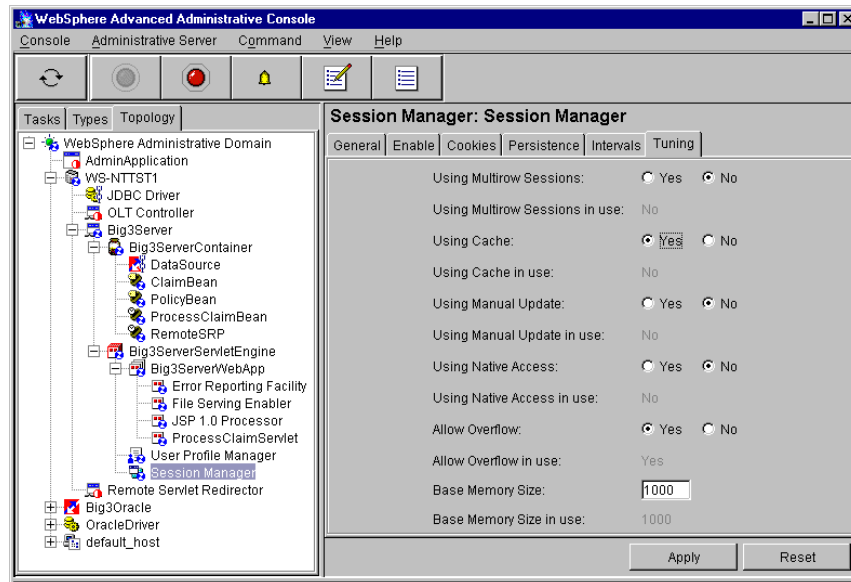 WebSphere Advanced Administrative Console
Console Administrative Server Command View Help
Tasks Types Topology
WebSphere Administrative Domain
AdminApplication
WS-NTTST1
JDBC Driver
OLT Controller
Big3Server
Big3ServerContainer
DataSource
ClaimBean
PolicyBean
ProcessClaimBean
RemoteSRP
Big3ServerServletEngine
Big3ServerWebApp
Error Reporting Facility
File Serving Enabler
JSP 1.0 Processor
ProcessClaimServlet
User Profile Manager
Session Manager
Remote Servlet Redirector
Big3Oracle
OracleDriver
default_host
Session Manager: Session Manager
General Enable Cookies Persistence Intervals Tuning
Using Multirow Sessions: Yes No
Using Multirow Sessions in use: No
Using Cache: Yes No
Using Cache in use: No
Using Manual Update: Yes No
Using Manual Update in use: No
Using Native Access: Yes No
Using Native Access in use: No
Allow Overflow: Yes No
Allow Overflow in use: Yes
Base Memory Size: 1000
Base Memory Size in use: 1000
Apply Reset